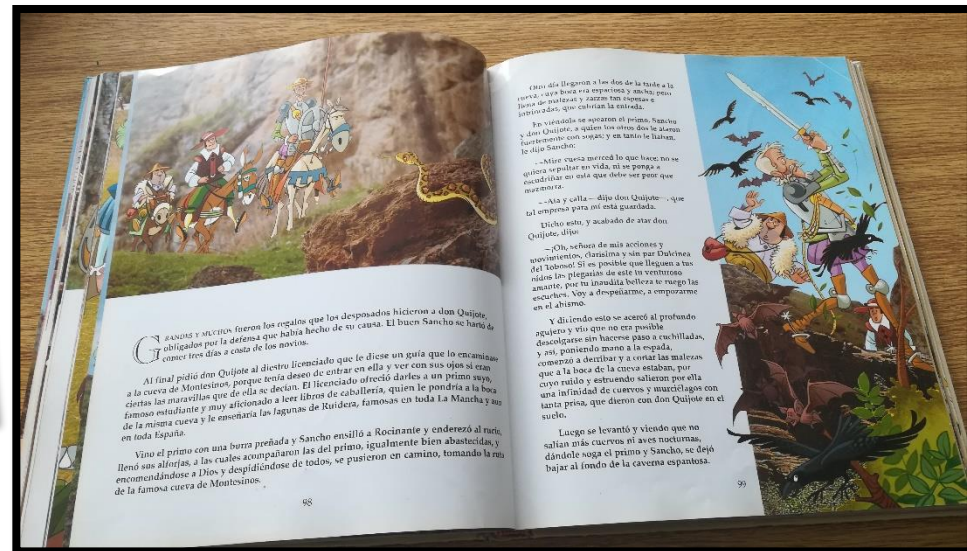 GRANDES Y MUCHOS fueron los regalos que los desposados hicieron a don Quijote,
obligados por la defensa que había hecho de su causa. El buen Sancho se hartó de
comer tres días a costa de los novios.
Al final pidió don Quijote al diestro licenciado que le diese un guía que lo encaminase
a la cueva de Montesinos, porque tenía deseo de entrar en ella y ver con sus ojos si eran
ciertas las maravillas que de ella se decían. El licenciado ofreció darles a un primo suyo,
famoso estudiante y muy aficionado a leer libros de caballería, quien le pondría a la boca
de la misma cueva y le enseñaría las lagunas de Ruidera, famosas en toda La Mancha y aun
en toda España.
Vino el primo con una burra preñada y Sancho ensilló a Rocinante y enderezó al rucio,
llenó sus alforjas, a las cuales acompañaron las del primo, igualmente bien abastecidas, y
encomendándose a Dios y despidiéndose de todos, se pusieron en camino, tomando la ruta
de la famosa cueva de Montesinos.
98
Otro día llegaron a las dos de la tarde a la
cueva, cuya boca era espaciosa y ancha; pero
llena de malezas y zarzas tan espesas e
intrincadas, que cubrían la entrada.
En viéndola se apearon el primo, Sancho
y don Quijote, a quien los otros dos le ataron
fuertemente con sogas; y en tanto le liaban,
le dijo Sancho:
—Mire vuesa merced lo que hace; no se
quiera sepultar en vida, ni se ponga a
escudriñar en esta que debe ser peor que
mazmorra.
—Ata y calla— dijo don Quijote—, que
tal empresa para mí está guardada.
Dicho esto, y acabado de atar don
Quijote, dijo:
—¡Oh, señora de mis acciones y
movimientos, clarísima y sin par Dulcinea
del Toboso! Si es posible que lleguen a tus
oídos las plegarias de este tu venturoso
amante, por tu inaudita belleza te ruego las
escuches. Voy a despeñarme, a empozarme
en el abismo.
Y diciendo esto se acercó al profundo
agujero y vio que no era posible
descolgarse sin hacerse paso a cuchilladas,
y así, poniendo mano a la espada,
comenzó a derribar y a cortar las malezas
que a la boca de la cueva estaban, por
cuyo ruido y estruendo salieron por ella
una infinidad de cuervos y murciélagos con
tanta prisa, que dieron con don Quijote en el
suelo.
Luego se levantó y viendo que no
salían más cuervos ni aves nocturnas,
dándole soga el primo y Sancho, se dejó
bajar al fondo de la caverna espantosa.
99